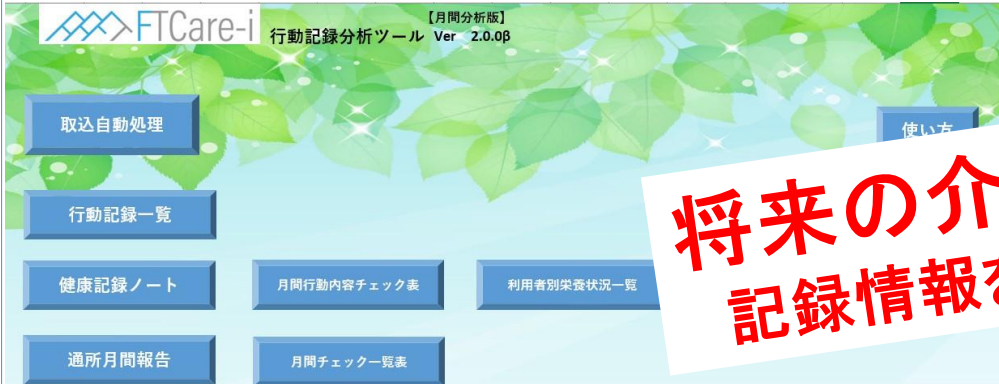 FTCare-i
【月間分析版】
行動記録分析ツール Ver 2.0.0β
取込自動処理
使い方
行動記録一覧
健康記録ノート
月間行動内容チェック表
利用者別栄養状況一覧
通所月間報告
月間チェック一覧表
将来の介
記録情報を